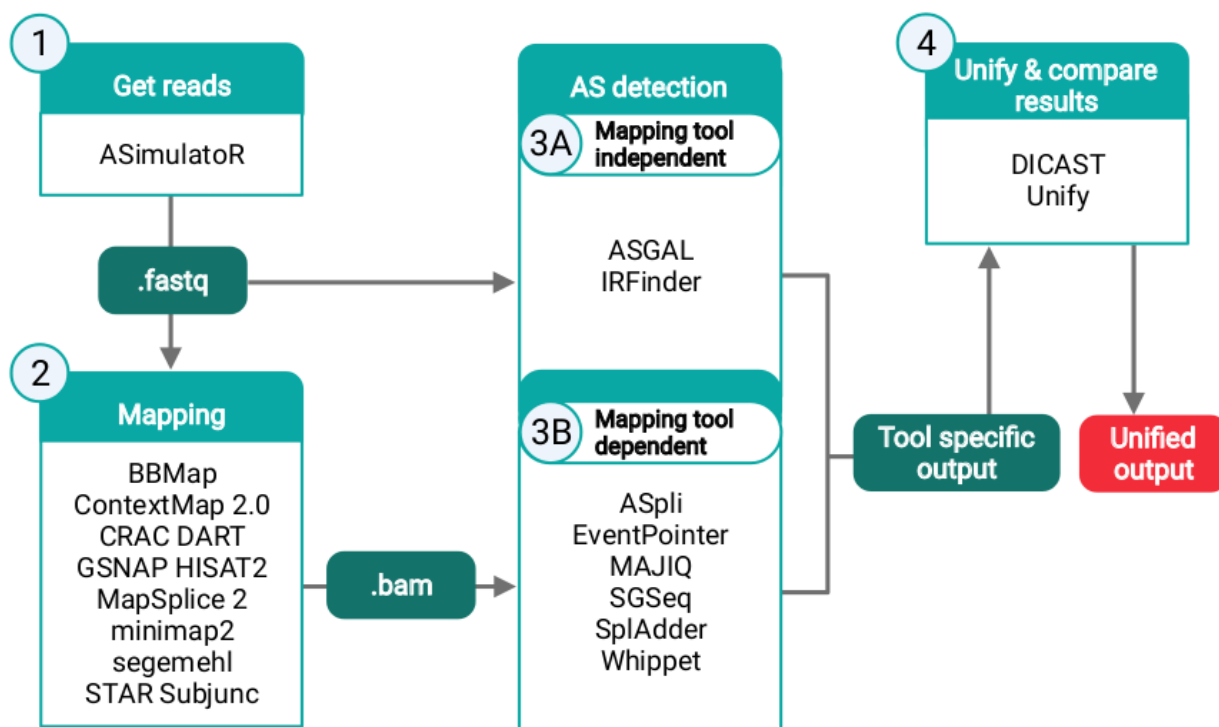 1
Get reads
ASimulatoR
.fastq
2
Mapping
BBMap
ContextMap 2.0
CRAC DART
GSNAP HISAT2
MapSplice 2
minimap2
segemehl
STAR Subjunc
.bam
AS detection
3A
Mapping tool
independent
ASGAL
IRFinder
3B
Mapping tool
dependent
ASpli
EventPointer
MAJIQ
SGSeq
SplAdder
Whippet
Tool specific
output
4
Unify & compare
results
DICAST
Unify
Unified
output